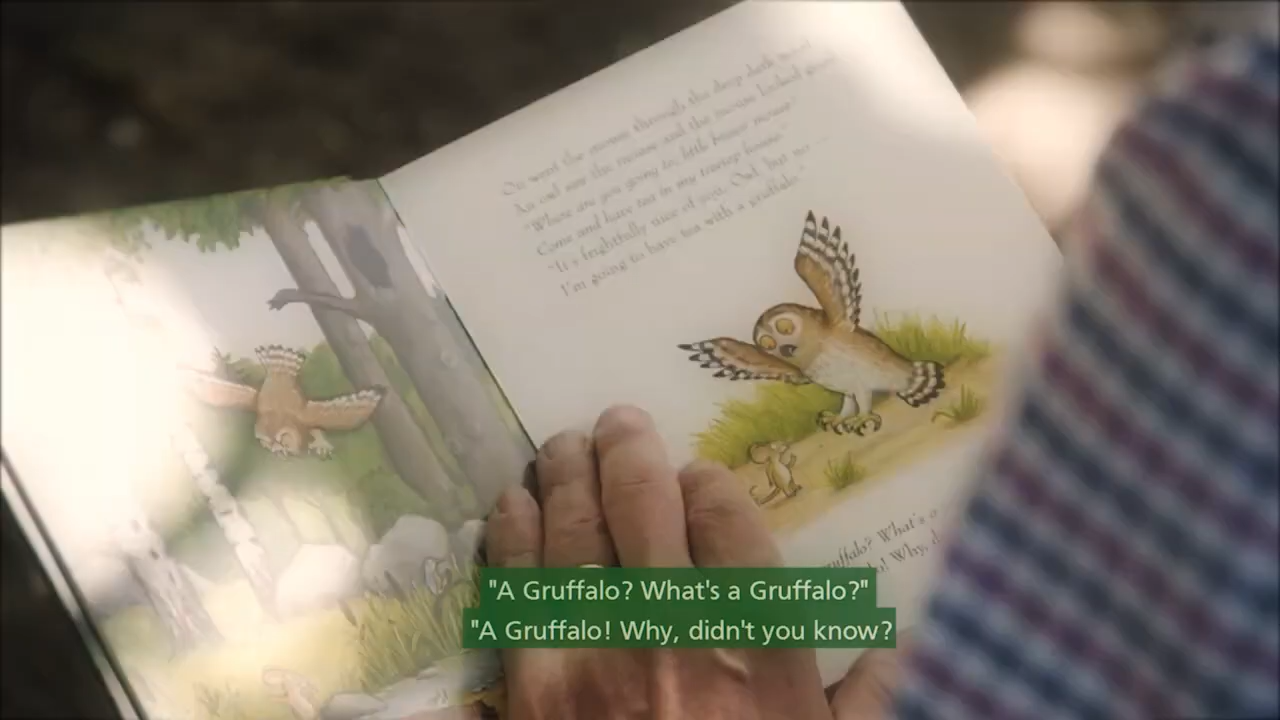 On went the mouse through the deep dark wood.
An owl saw the mouse and the mouse looked good.
"Where are you going to, little brown mouse?
Come and have tea in my treetop house."
"It's frightfully nice of you, Owl, but no –
I'm going to have tea with a gruffalo."
gruffalo? What's a
Why, d
"A Gruffalo? What's a Gruffalo?"
"A Gruffalo! Why, didn't you know?